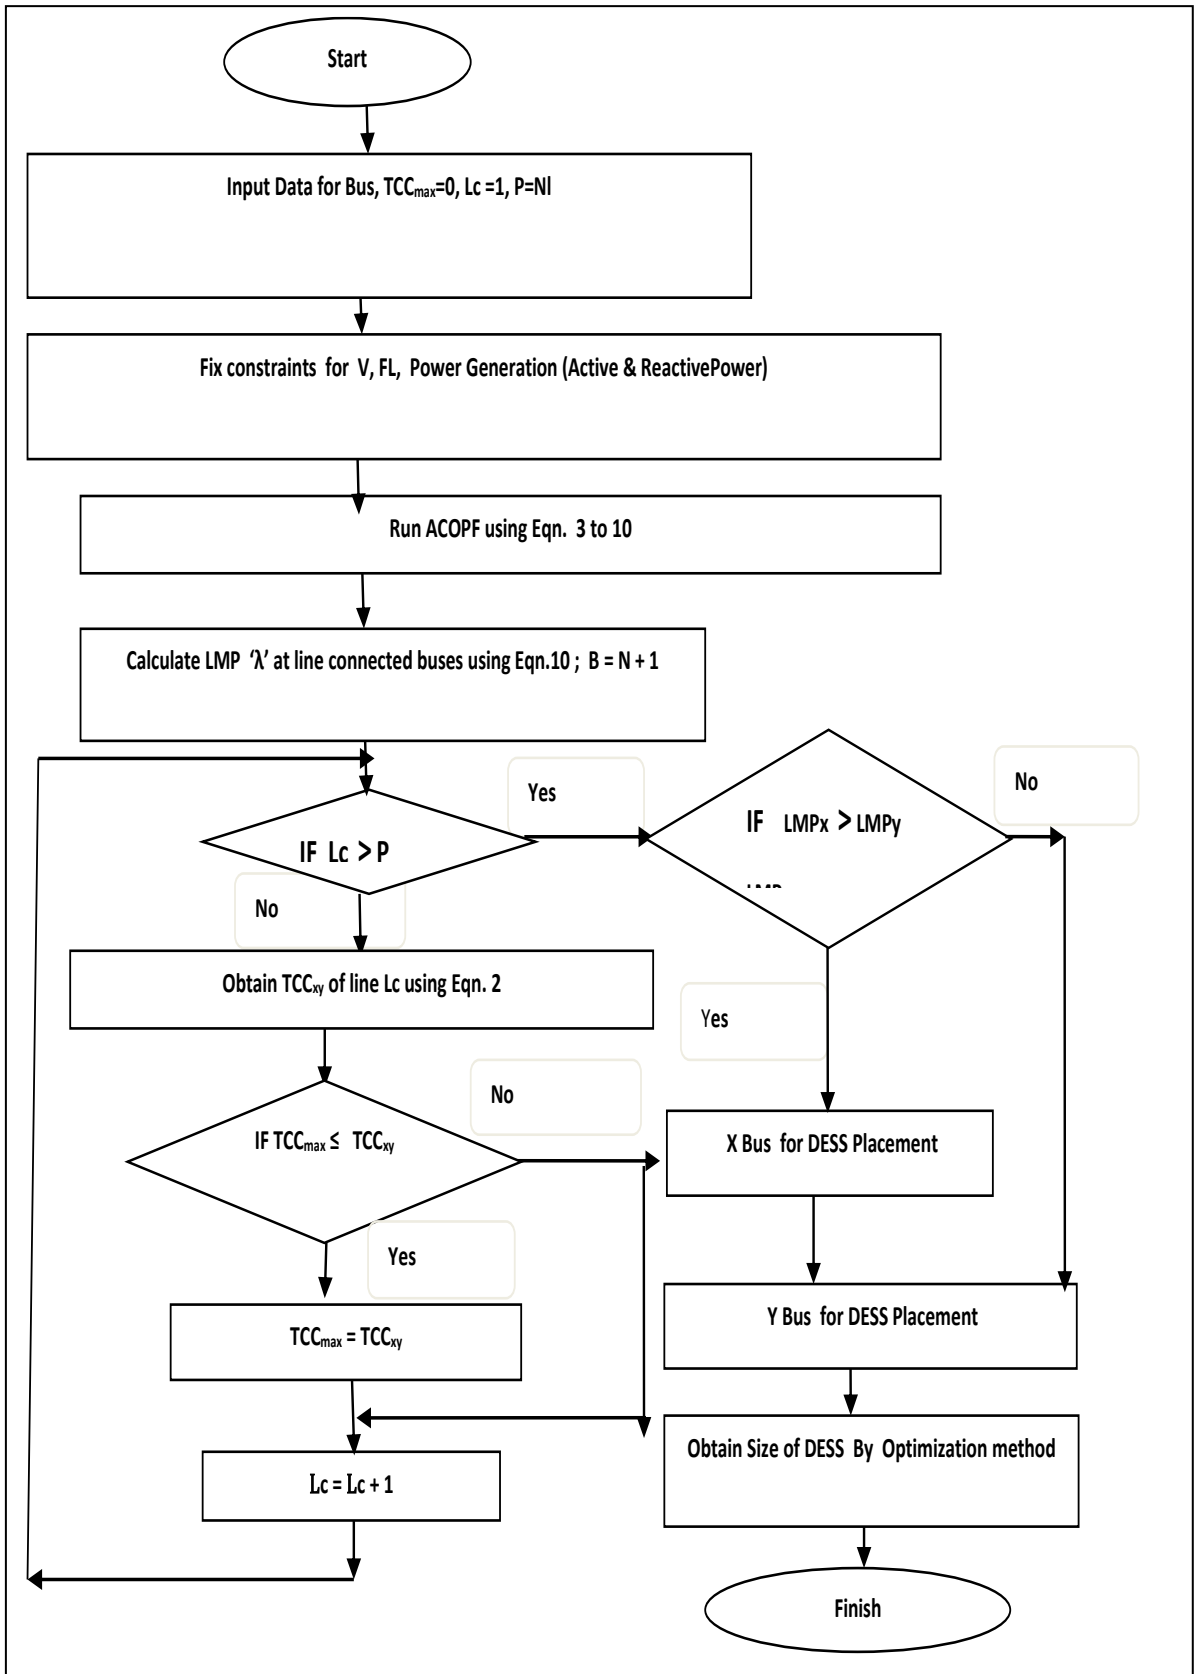 Start
Input Data for Bus, TCCmax=0, Lc =1, P=Nl
Fix constraints for V, FL, Power Generation (Active & ReactivePower)
Run ACOPF using Eqn. 3 to 10
Calculate LMP ‘λ’ at line connected buses using Eqn.10 ; B = N + 1
IF Lc > P
Yes
IF LMPx > LMPy
No
No
Obtain TCCxy of line Lc using Eqn. 2
Yes
IF TCCmax ≤ TCCxy
No
X Bus for DESS Placement
Yes
TCCmax = TCCxy
Y Bus for DESS Placement
Lc = Lc + 1
Obtain Size of DESS By Optimization method
Finish